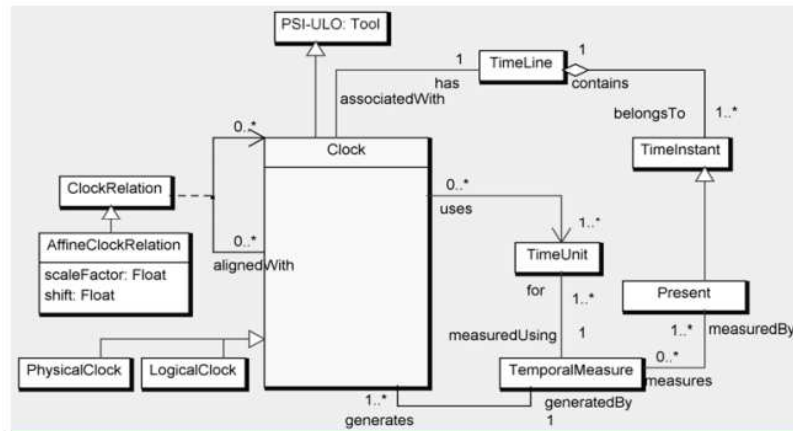 PSI-ULO: Tool
1
TimeLine
1
has
contains
associatedWith
belongsTo
1..*
0..*
Clock
TimeInstant
ClockRelation
0..*
uses
1..*
AffineClockRelation
0..*
alignedWith
TimeUnit
scaleFactor: Float
shift: Float
for
1..*
Present
measuredUsing
1
1..*
measuredBy
PhysicalClock
LogicalClock
TemporalMeasure
0..*
measures
1..*
generatedBy
generates
1